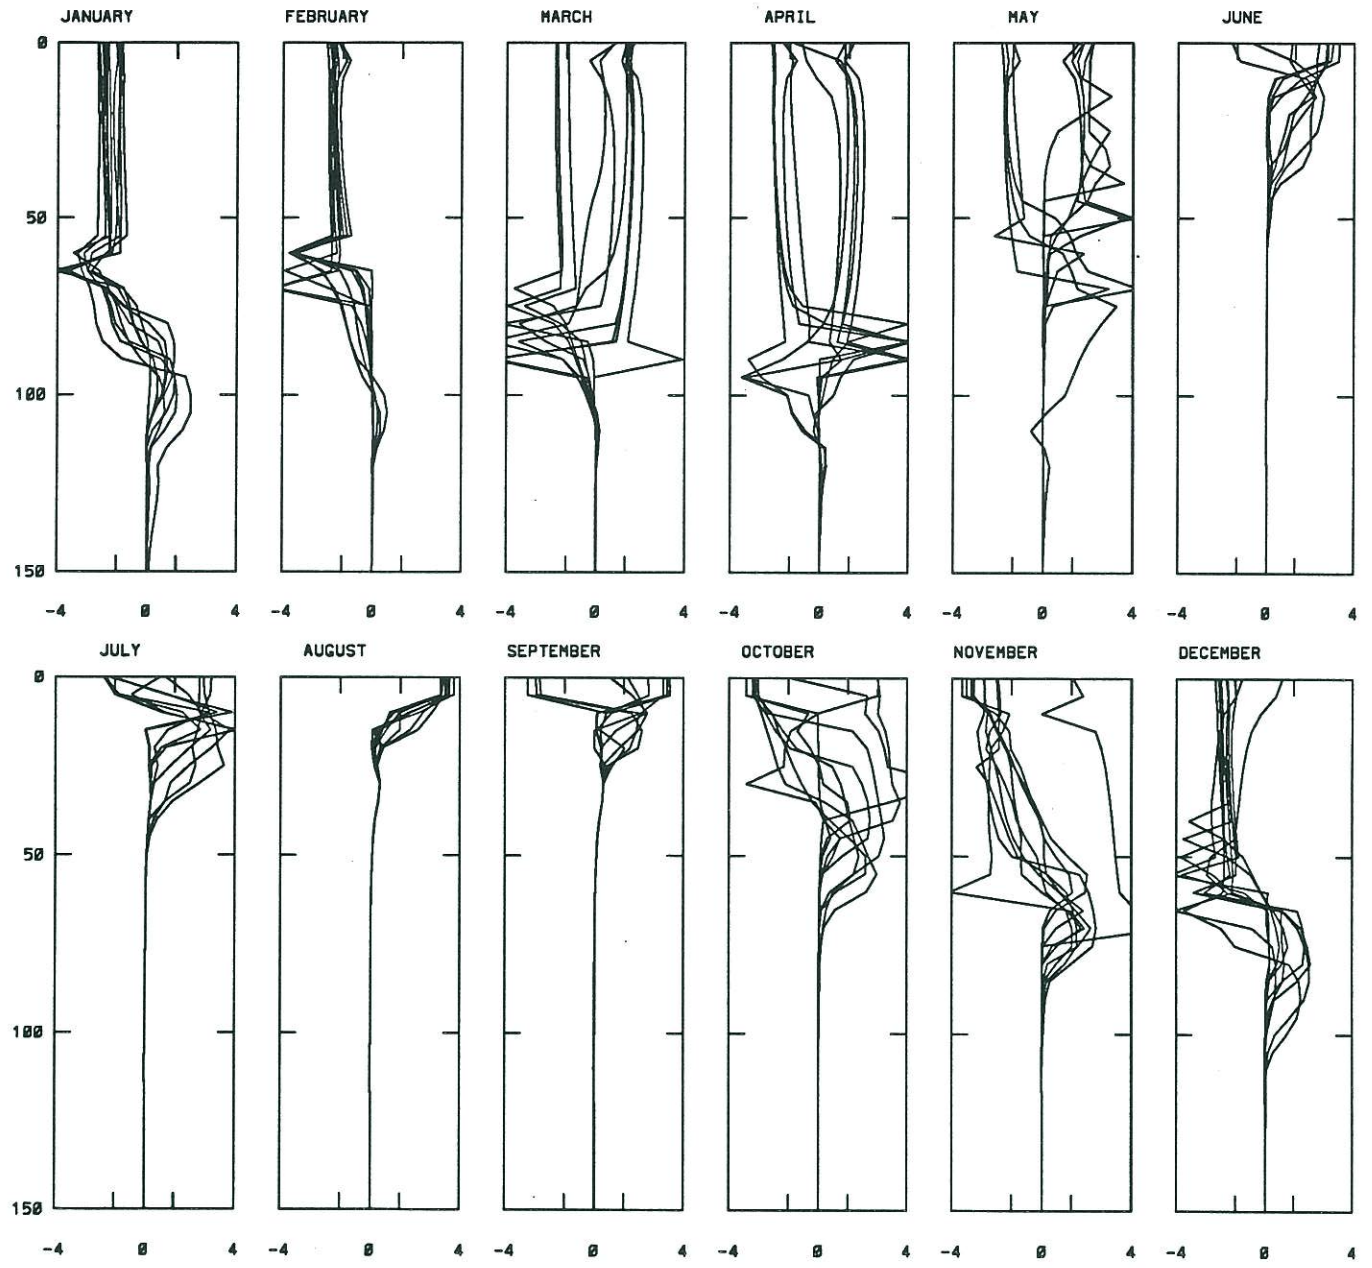 JANUARY FEBRUARY MARCH APRIL MAY JUNE
0
50
100
150
-4 0 4 -4 0 4 -4 0 4 -4 0 4 -4 0 4 -4 0 4
JULY AUGUST SEPTEMBER OCTOBER NOVEMBER DECEMBER
0
50
100
150
-4 0 4 -4 0 4 -4 0 4 -4 0 4 -4 0 4 -4 0 4